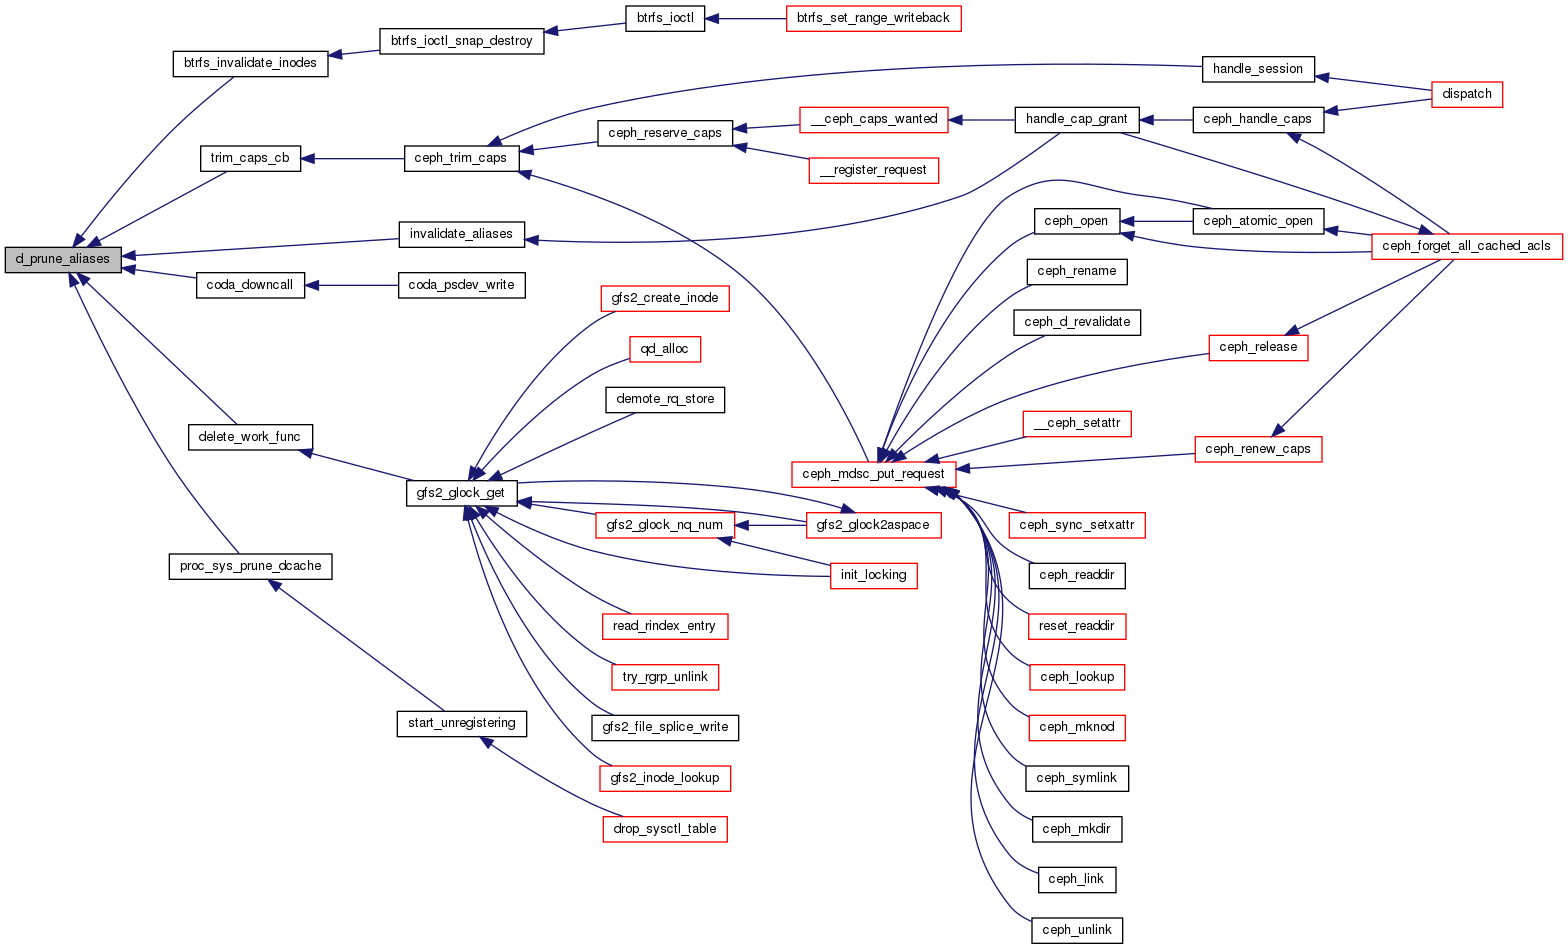 btrfs_ioctl
btrfs_set_range_writeback
btrfs_ioctl_snap_destroy
btrfs_invalidate_inodes
handle_session
dispatch
__ceph_caps_wanted
handle_cap_grant
ceph_handle_caps
ceph_reserve_caps
trim_caps_cb
ceph_trim_caps
__register_request
ceph_open
ceph_atomic_open
invalidate_aliases
ceph_forget_all_cached_acls
d_prune_aliases
ceph_rename
coda_downcall
coda_psdev_write
gfs2_create_inode
ceph_d_revalidate
qd_alloc
ceph_release
demote_rq_store
__ceph_setattr
delete_work_func
ceph_renew_caps
ceph_mdsc_put_request
gfs2_glock_get
gfs2_glock_nq_num
gfs2_glock2aspace
ceph_sync_setxattr
proc_sys_prune_dcache
init_locking
ceph_readdir
read_rindex_entry
reset_readdir
try_rgrp_unlink
ceph_lookup
start_unregistering
gfs2_file_splice_write
ceph_mknod
gfs2_inode_lookup
ceph_symlink
drop_sysctl_table
ceph_mkdir
ceph_link
ceph_unlink